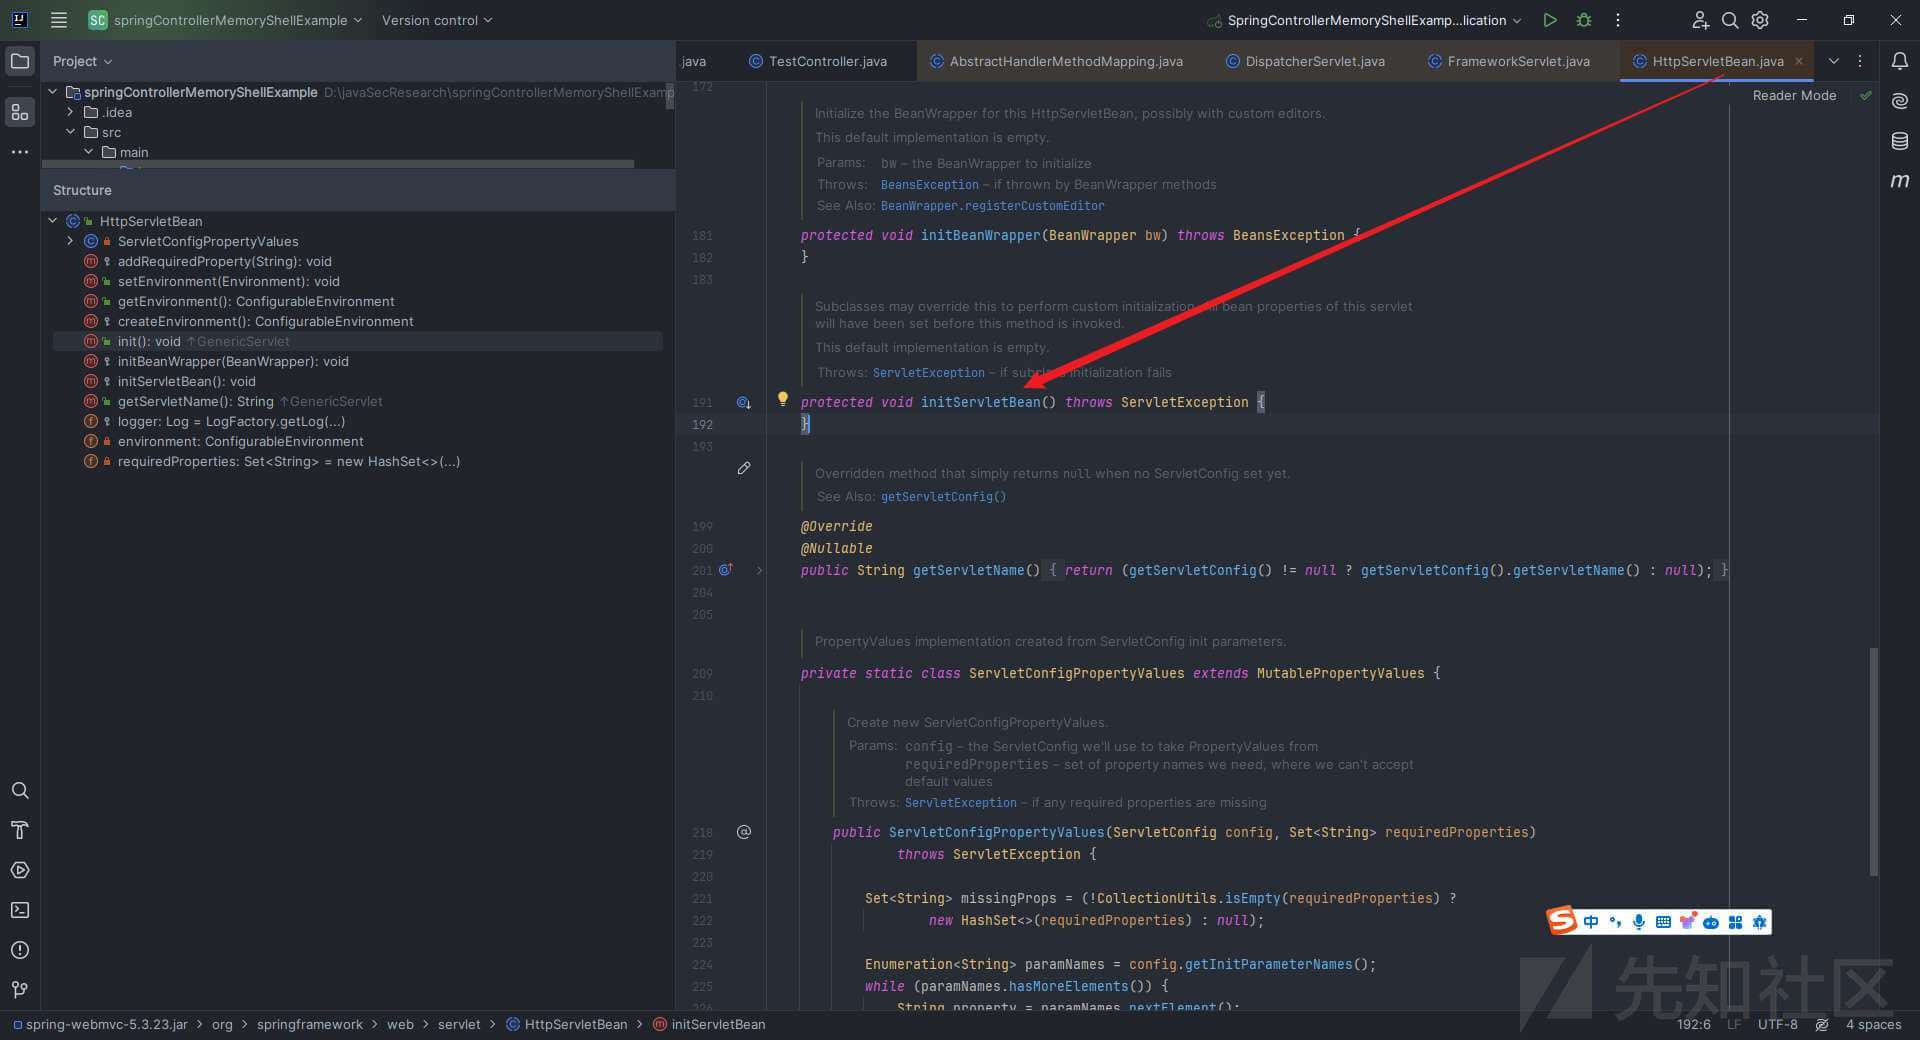 SC springControllerMemoryShellExample Version control SpringControllerMemoryShellExamp...lication
Project
.java TestController.java AbstractHandlerMethodMapping.java DispatcherServlet.java FrameworkServlet.java HttpServletBean.java
springControllerMemoryShellExample D:\javaSecResearch\springControllerMemoryShellExamp
.idea
src
main
Structure
HttpServletBean
ServletConfigPropertyValues
addRequiredProperty(String): void
setEnvironment(Environment): void
getEnvironment(): ConfigurableEnvironment
createEnvironment(): ConfigurableEnvironment
init(): void ↑GenericServlet
initBeanWrapper(BeanWrapper): void
initServletBean(): void
getServletName(): String ↑GenericServlet
logger: Log = LogFactory.getLog(...)
environment: ConfigurableEnvironment
requiredProperties: Set<String> = new HashSet<>(...)
Reader Mode
172
Initialize the BeanWrapper for this HttpServletBean, possibly with custom editors.
This default implementation is empty.
Params: bw – the BeanWrapper to initialize
Throws: BeansException – if thrown by BeanWrapper methods
See Also: BeanWrapper.registerCustomEditor
181 protected void initBeanWrapper(BeanWrapper bw) throws BeansException {
182 }
183
Subclasses may override this to perform custom initialization. All bean properties of this servlet
will have been set before this method is invoked.
This default implementation is empty.
Throws: ServletException – if subclass initialization fails
191 protected void initServletBean() throws ServletException {
192 }
193
Overridden method that simply returns null when no ServletConfig set yet.
See Also: getServletConfig()
199 @Override
200 @Nullable
201 public String getServletName() { return (getServletConfig() != null ? getServletConfig().getServletName() : null); }
204
205
PropertyValues implementation created from ServletConfig init parameters.
209 private static class ServletConfigPropertyValues extends MutablePropertyValues {
210
Create new ServletConfigPropertyValues.
Params: config – the ServletConfig we'll use to take PropertyValues from
requiredProperties – set of property names we need, where we can't accept
default values
Throws: ServletException – if any required properties are missing
218 public ServletConfigPropertyValues(ServletConfig config, Set<String> requiredProperties)
219 throws ServletException {
220
221 Set<String> missingProps = (!CollectionUtils.isEmpty(requiredProperties) ?
222 new HashSet<>(requiredProperties) : null);
223
224 Enumeration<String> paramNames = config.getInitParameterNames();
225 while (paramNames.hasMoreElements()) {
226 String property = paramNames.nextElement();
中
先知社区
spring-webmvc-5.3.23.jar > org > springframework > web > servlet > HttpServletBean > initServletBean
192:6 LF UTF-8 4 spaces